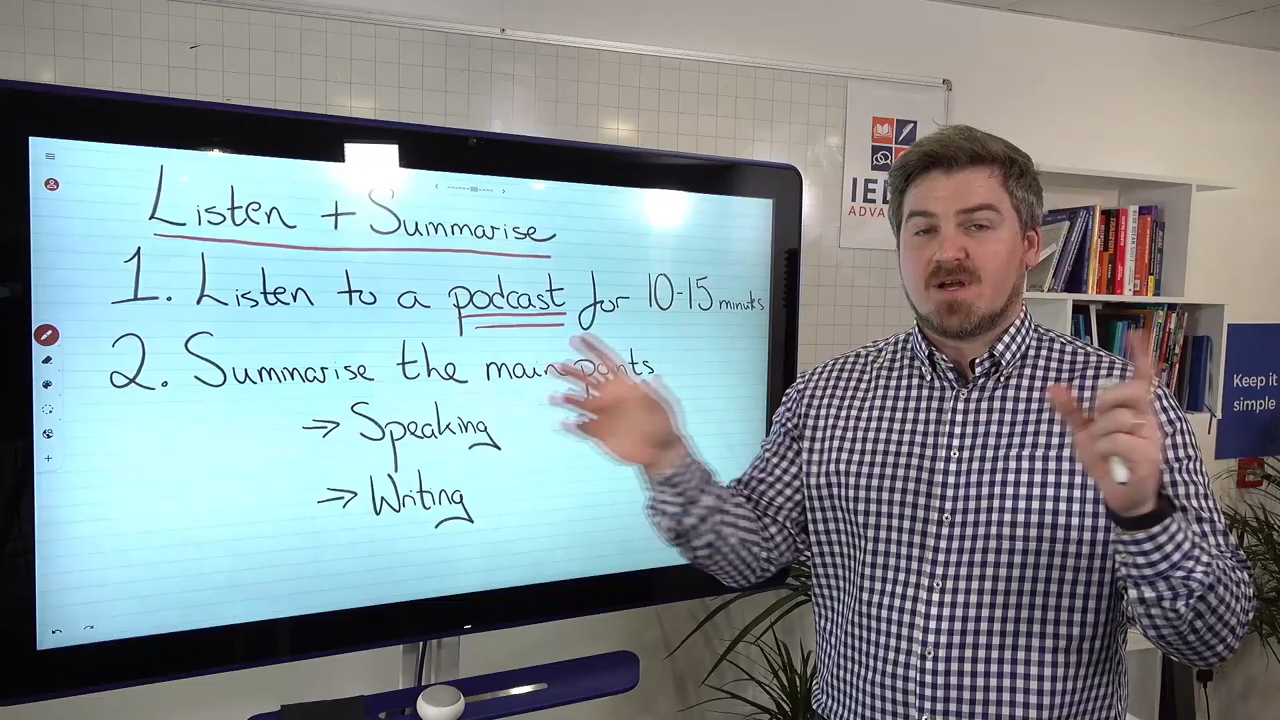 Listen + Summarise
1. Listen to a podcast for 10-15 minutes
2. Summarise the main points
→ Speaking
→ Writing
Keep it
simple